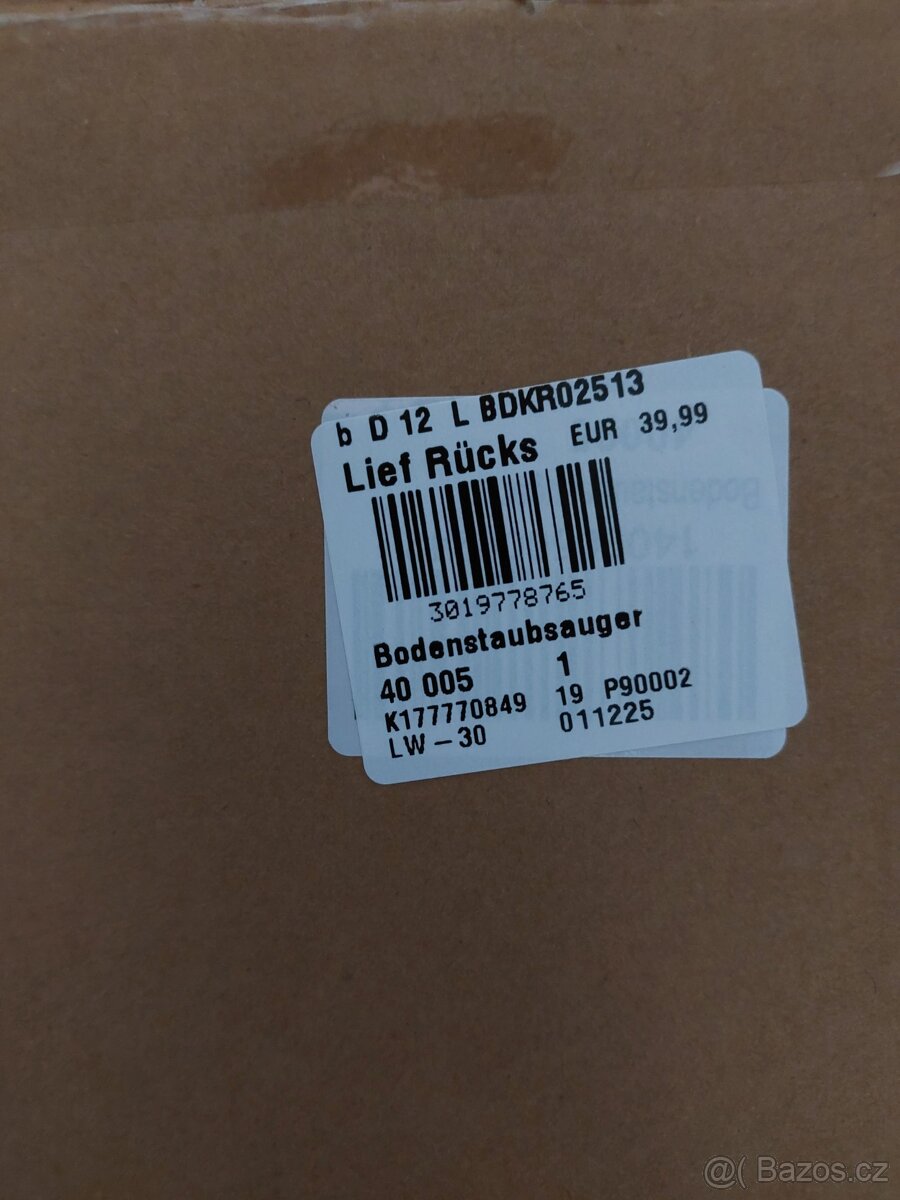 b D 12 L BDKR02513
Lief Rücks EUR 39,99
3019778765
Bodenstaubsauger
40 005 1
K177770849 19 P90002
LW – 30 011225
@( Bazos.cz